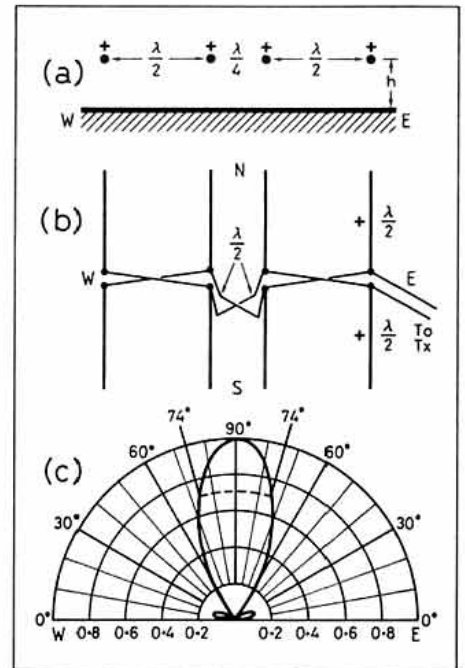 (a)
+ λ/2 + λ/4 + λ/2 +
h
W E
N
(b)
+ λ/2
λ/2
W E
+ λ/2 To
Tx
S
74° 90° 74°
(c) 60° 60°
30° 30°
0° 0°
W 0·8 0·6 0·4 0·2 0·2 0·4 0·6 0·8 E